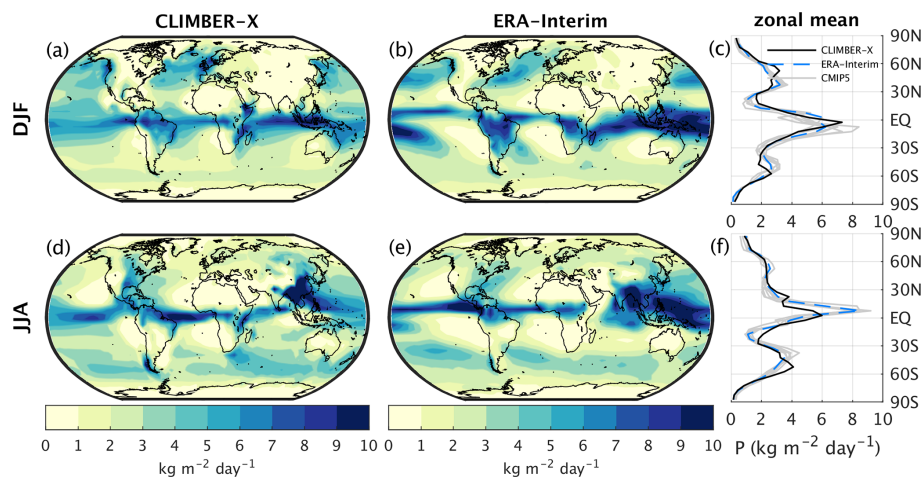 CLIMBER-X ERA-Interim zonal mean
DJF
(a) (b) (c)
CLIMBER-X
ERA-Interim
CMIP5
90N
60N
30N
EQ
30S
60S
90S
0 2 4 6 8 10
JJA
(d) (e) (f)
90N
60N
30N
EQ
30S
60S
90S
0 2 4 6 8 10
P (kg m⁻² day⁻¹)
0 1 2 3 4 5 6 7 8 9 10
kg m⁻² day⁻¹
0 1 2 3 4 5 6 7 8 9 10
kg m⁻² day⁻¹